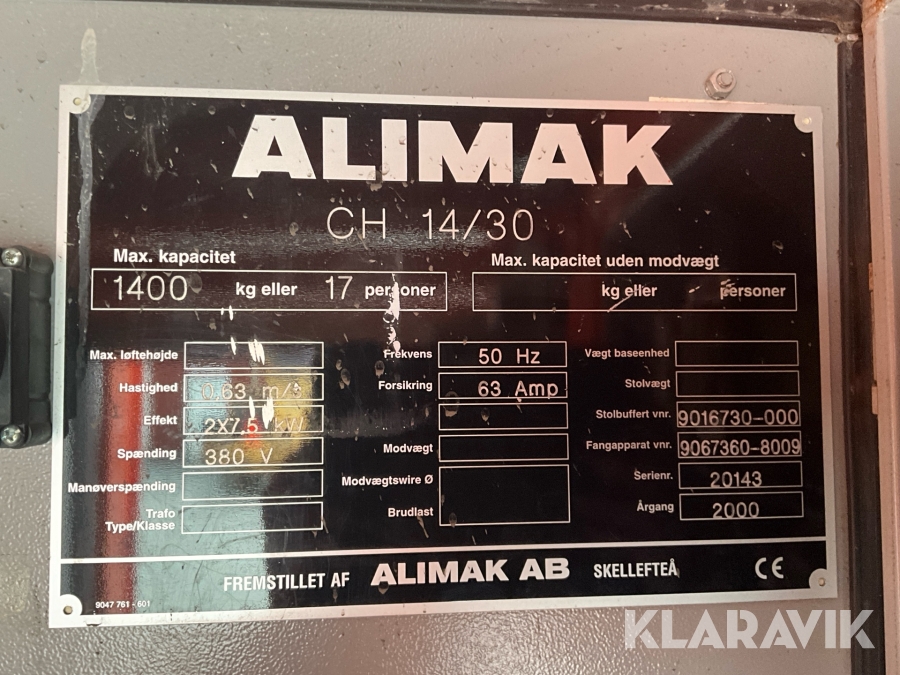 ALIMAK
CH 14/30
Max. kapacitet
1400 kg eller 17 personer
Max. kapacitet uden modvægt
kg eller personer
Max. løftehøjde
Hastighed 0,63 m/s
Effekt 2X7,5 kW
Spænding 380 V
Manøverspænding
Trafo
Type/Klasse
Frekvens 50 Hz
Forsikring 63 Amp
Modvægt
Modvægtswire Ø
Brudlast
Vægt baseenhed
Stolvægt
Stolbuffert vnr. 9016730-000
Fangapparat vnr. 9067360-8009
Serienr. 20143
Årgang 2000
FREMSTILLET AF ALIMAK AB SKELLEFTEÅ CE
9047 761 - 601
KLARAVIK